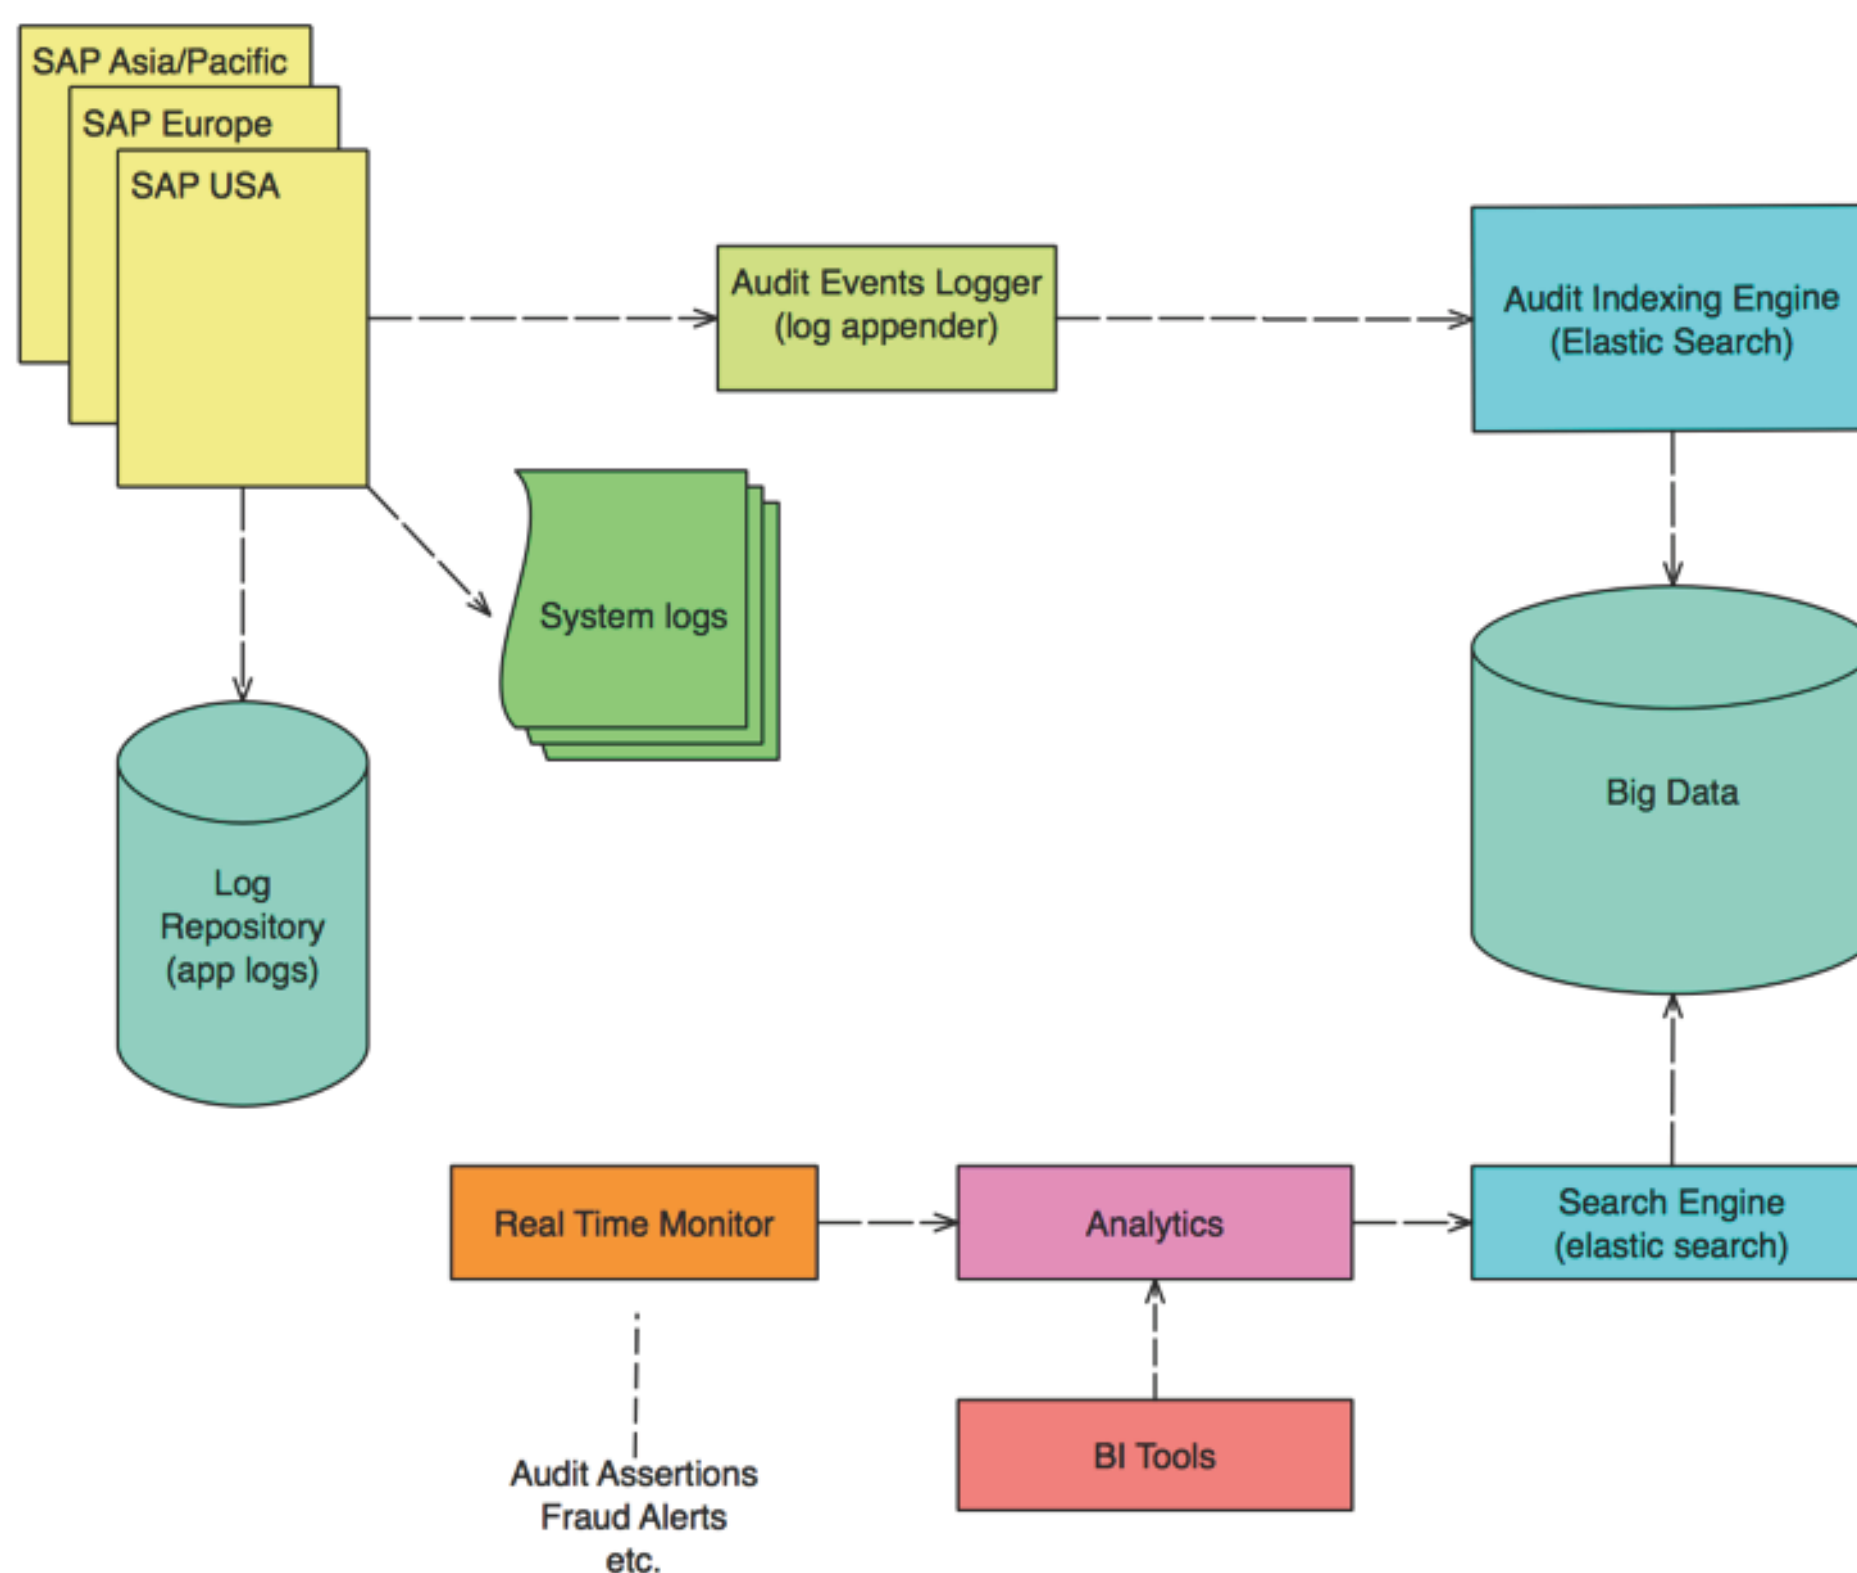 SAP Asia/Pacific
SAP Europe
SAP USA
Audit Events Logger
(log appender)
Audit Indexing Engine
(Elastic Search)
System logs
Big Data
Log
Repository
(app logs)
Real Time Monitor
Analytics
Search Engine
(elastic search)
BI Tools
Audit Assertions
Fraud Alerts
etc.